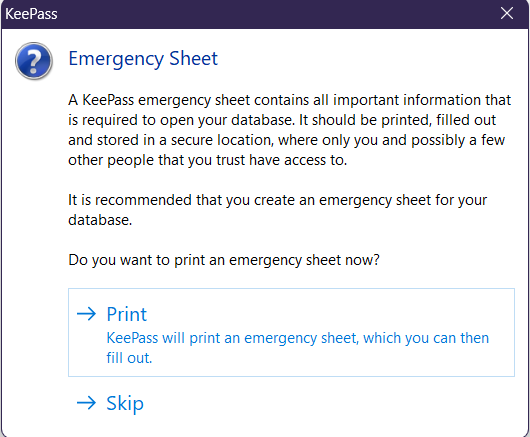 KeePass
Emergency Sheet
A KeePass emergency sheet contains all important information that
is required to open your database. It should be printed, filled out
and stored in a secure location, where only you and possibly a few
other people that you trust have access to.
It is recommended that you create an emergency sheet for your
database.
Do you want to print an emergency sheet now?
Print
KeePass will print an emergency sheet, which you can then
fill out.
Skip